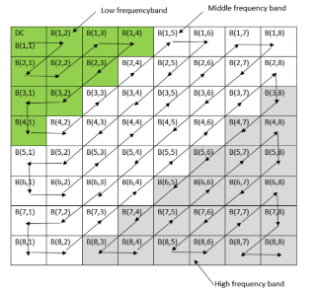 Low frequencyband
Middle frequency band
DC B(1,1) B(1,2) B(1,3) B(1,4) B(1,5) B(1,6) B(1,7) B(1,8)
B(2,1) B(2,2) B(2,3) B(2,4) B(2,5) B(2,6) B(2,7) B(2,8)
B(3,1) B(3,2) B(3,3) B(3,4) B(3,5) B(3,6) B(3,7) B(3,8)
B(4,1) B(4,2) B(4,3) B(4,4) B(4,5) B(4,6) B(4,7) B(4,8)
B(5,1) B(5,2) B(5,3) B(5,4) B(5,5) B(5,6) B(5,7) B(5,8)
B(6,1) B(6,2) B(6,3) B(6,4) B(6,5) B(6,6) B(6,7) B(6,8)
B(7,1) B(7,2) B(7,3) B(7,4) B(7,5) B(7,6) B(7,7) B(7,8)
B(8,1) B(8,2) B(8,3) B(8,4) B(8,5) B(8,6) B(8,7) B(8,8)
High frequency band